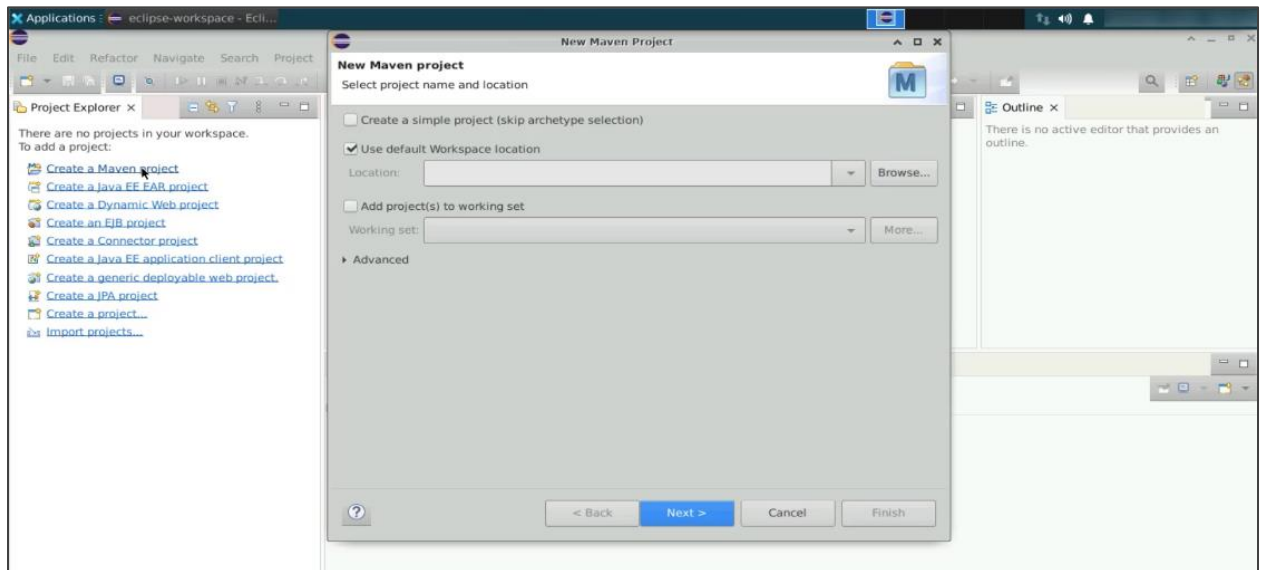 Applications : eclipse-workspace - Ecli...
File Edit Refactor Navigate Search Project
Project Explorer
There are no projects in your workspace.
To add a project:
Create a Maven project
Create a Java EE EAR project
Create a Dynamic Web project
Create an EJB project
Create a Connector project
Create a Java EE application client project
Create a generic deployable web project.
Create a JPA project
Create a project...
Import projects...
New Maven Project
New Maven project
Select project name and location
M
Create a simple project (skip archetype selection)
Use default Workspace location
Location:
Browse...
Add project(s) to working set
Working set:
More...
Advanced
?
< Back
Next >
Cancel
Finish
Outline
There is no active editor that provides an
outline.